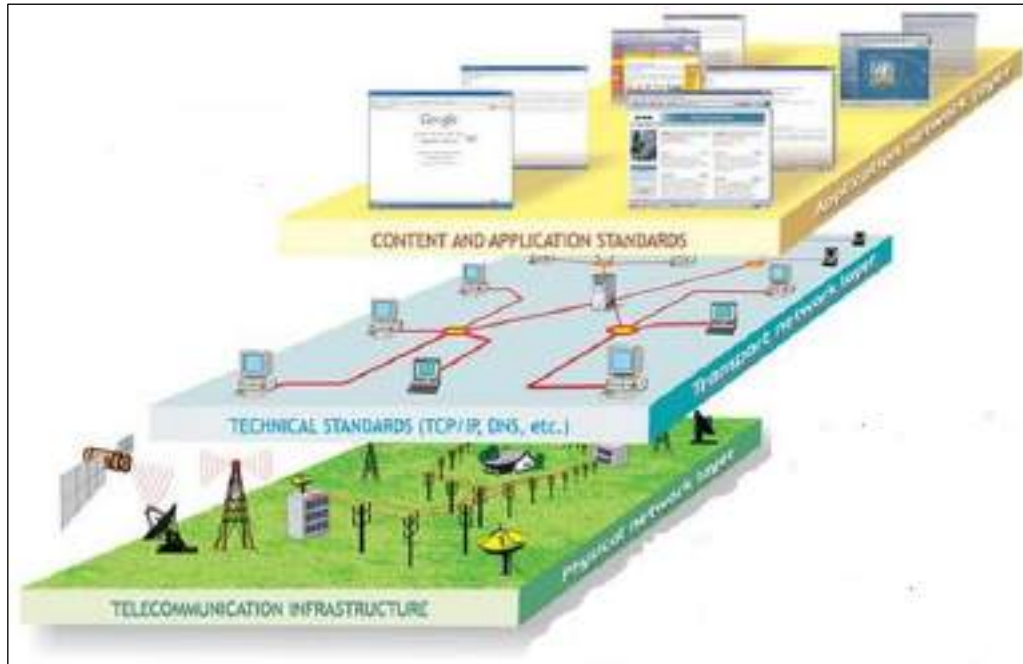 Google
CONTENT AND APPLICATION STANDARDS
Application network layer
TECHNICAL STANDARDS (TCP/IP, DNS, etc.)
Transport network layer
TELECOMMUNICATION INFRASTRUCTURE
Physical network layer